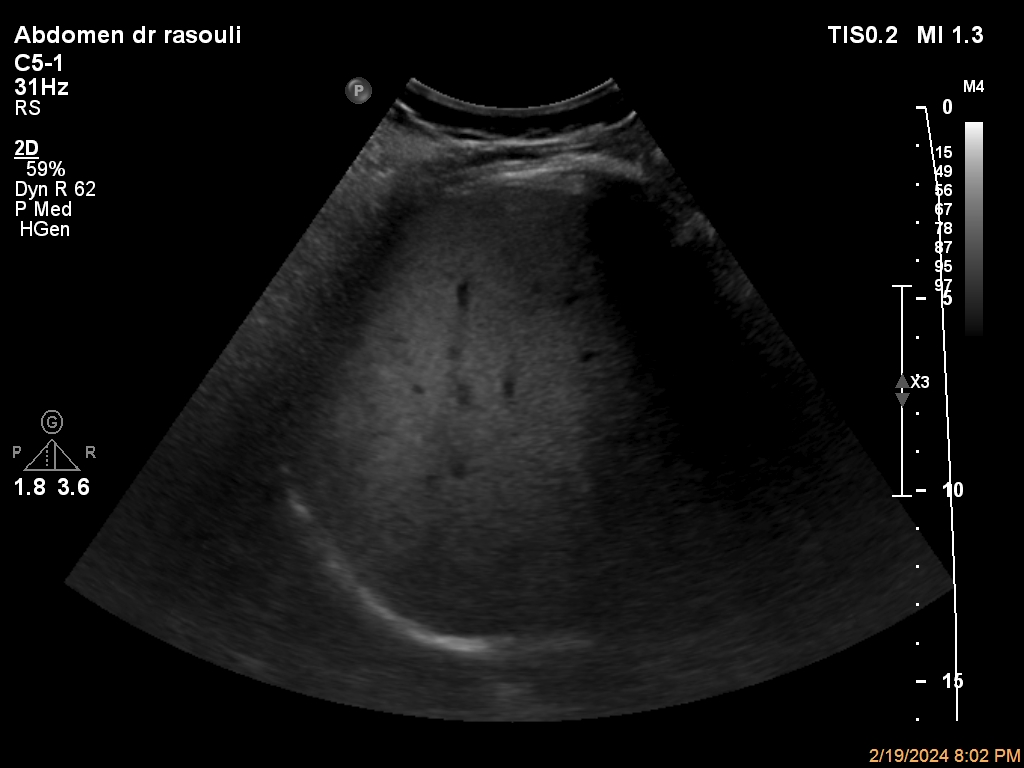 Abdomen dr rasouli
TIS0.2 MI 1.3
C5-1
31Hz
RS
2D
59%
Dyn R 62
P Med
HGen
P
M4
0
15
49
56
67
78
87
95
97
5
X3
10
15
G
P R
1.8 3.6
2/19/2024 8:02 PM